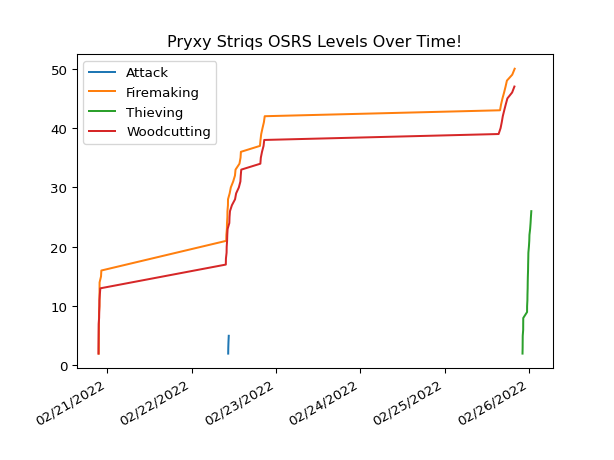 Pryxy Striqs OSRS Levels Over Time!
Attack
Firemaking
Thieving
Woodcutting
50
40
30
20
10
0
02/21/2022
02/22/2022
02/23/2022
02/24/2022
02/25/2022
02/26/2022